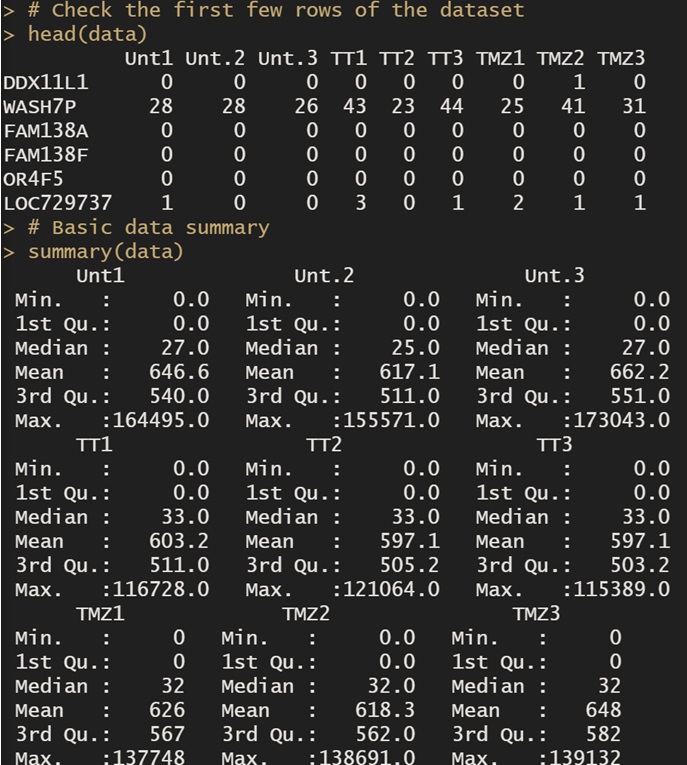 > # Check the first few rows of the dataset
> head(data)
Unt1 Unt.2 Unt.3 TT1 TT2 TT3 TMZ1 TMZ2 TMZ3
DDX11L1 0 0 0 0 0 0 0 1 0
WASH7P 28 28 26 43 23 44 25 41 31
FAM138A 0 0 0 0 0 0 0 0 0
FAM138F 0 0 0 0 0 0 0 0 0
OR4F5 0 0 0 0 0 0 0 0 0
LOC729737 1 0 0 3 0 1 2 1 1
> # Basic data summary
> summary(data)
Unt1 Unt.2 Unt.3
Min. : 0.0 Min. : 0.0 Min. : 0.0
1st Qu.: 0.0 1st Qu.: 0.0 1st Qu.: 0.0
Median : 27.0 Median : 25.0 Median : 27.0
Mean : 646.6 Mean : 617.1 Mean : 662.2
3rd Qu.: 540.0 3rd Qu.: 511.0 3rd Qu.: 551.0
Max. :164495.0 Max. :155571.0 Max. :173043.0
TT1 TT2 TT3
Min. : 0.0 Min. : 0.0 Min. : 0.0
1st Qu.: 0.0 1st Qu.: 0.0 1st Qu.: 0.0
Median : 33.0 Median : 33.0 Median : 33.0
Mean : 603.2 Mean : 597.1 Mean : 597.1
3rd Qu.: 511.0 3rd Qu.: 505.2 3rd Qu.: 503.2
Max. :116728.0 Max. :121064.0 Max. :115389.0
TMZ1 TMZ2 TMZ3
Min. : 0 Min. : 0.0 Min. : 0
1st Qu.: 0 1st Qu.: 0.0 1st Qu.: 0
Median : 32 Median : 32.0 Median : 32
Mean : 626 Mean : 618.3 Mean : 648
3rd Qu.: 567 3rd Qu.: 562.0 3rd Qu.: 582
Max. :137748 Max. :138691.0 Max. :139132